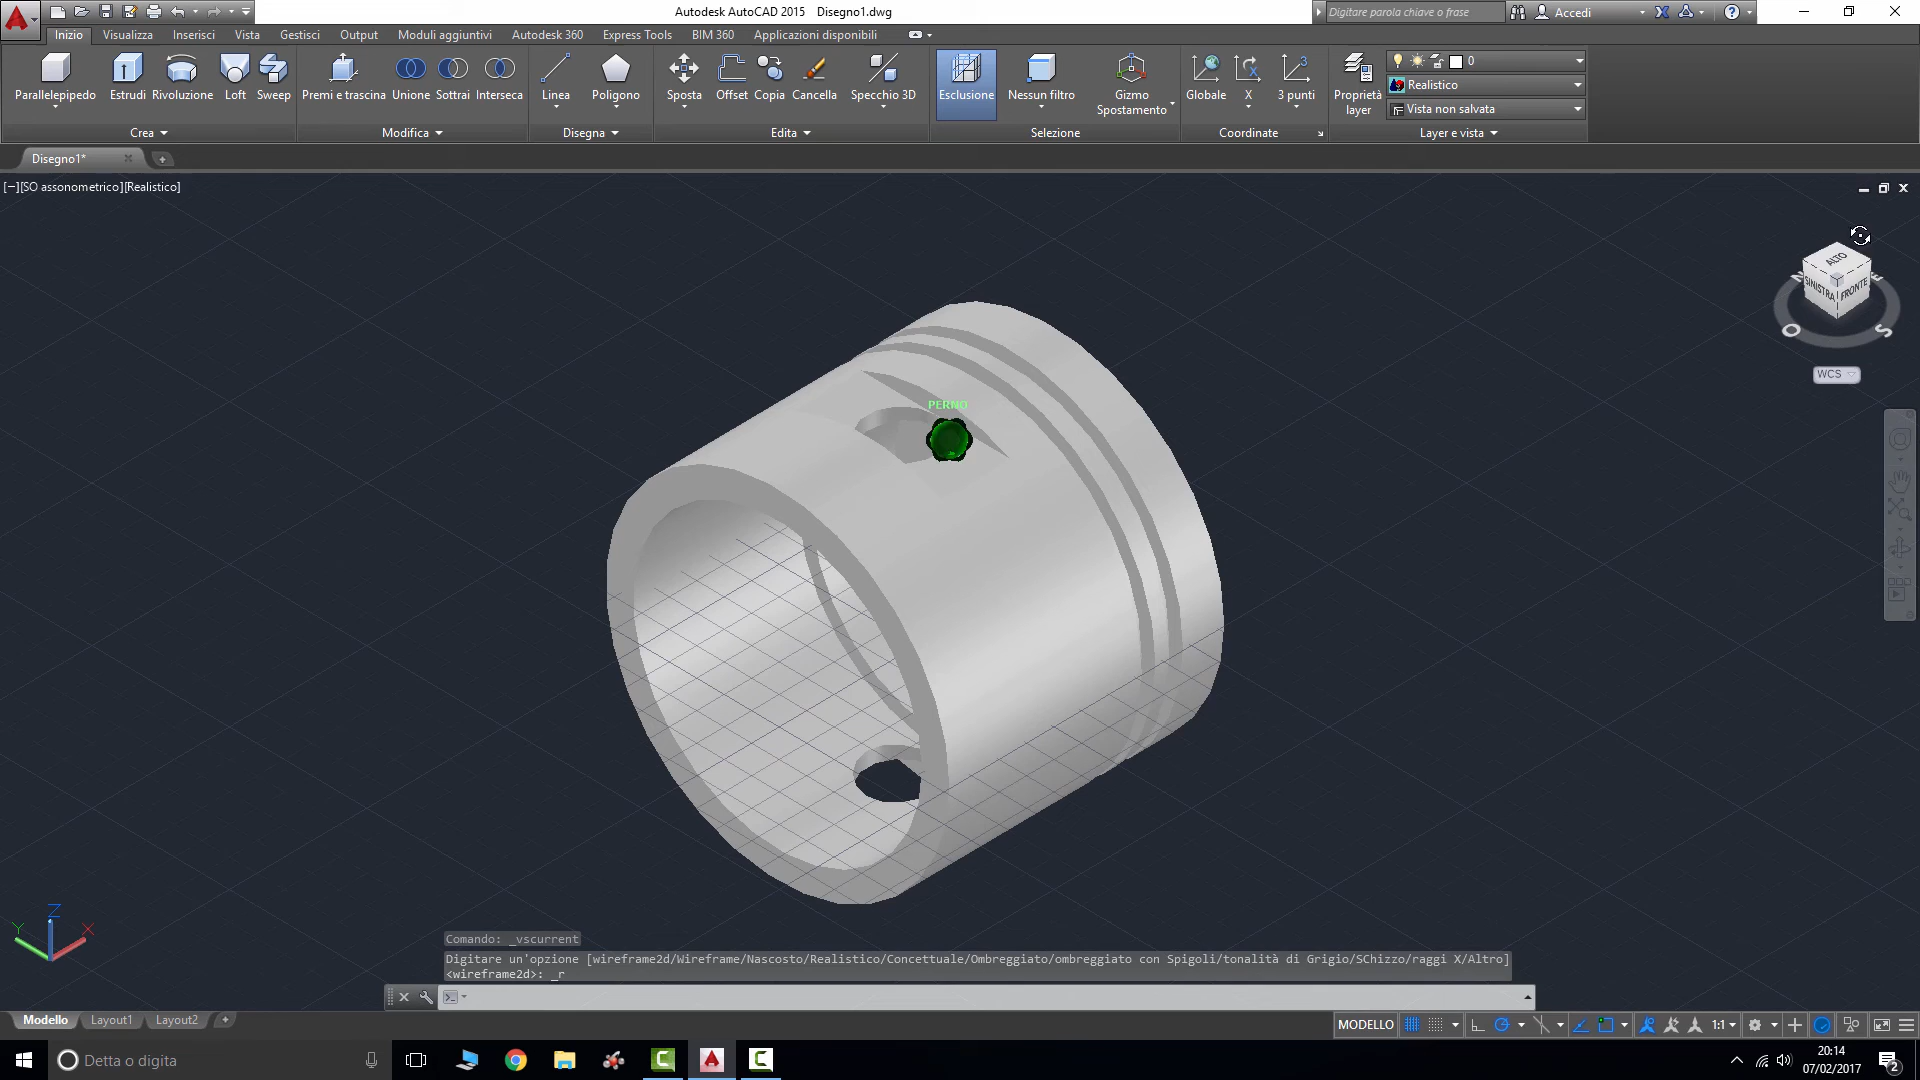 Autodesk AutoCAD 2015 Disegno1.dwg
Digitare parola chiave o frase
Accedi
Inizio Visualizza Inserisci Vista Gestisci Output Moduli aggiuntivi Autodesk 360 Express Tools BIM 360 Applicazioni disponibili
Parallelepipedo Estrudi Rivoluzione Loft Sweep Premi e trascina Unione Sottrai Interseca Linea Poligono Sposta Offset Copia Cancella Specchio 3D Esclusione Nessun filtro Gizmo Spostamento Globale X 3 punti Proprietà layer
0
Realistico
Vista non salvata
Crea Modifica Disegna Edita Selezione Coordinate Layer e vista
Disegno1*
[−][SO assonometrico][Realistico]
ALTO
SINISTRA FRONTE
N E
O S
WCS
PERNO
Z
Y X
Comando: _vscurrent
Digitare un'opzione [wireframe2d/Wireframe/Nascosto/Realistico/Concettuale/Ombreggiato/ombreggiato con Spigoli/tonalità di Grigio/SChizzo/raggi X/Altro]
<wireframe2d>: _r
Modello Layout1 Layout2
MODELLO 1:1
Detta o digita
20:14
07/02/2017
2